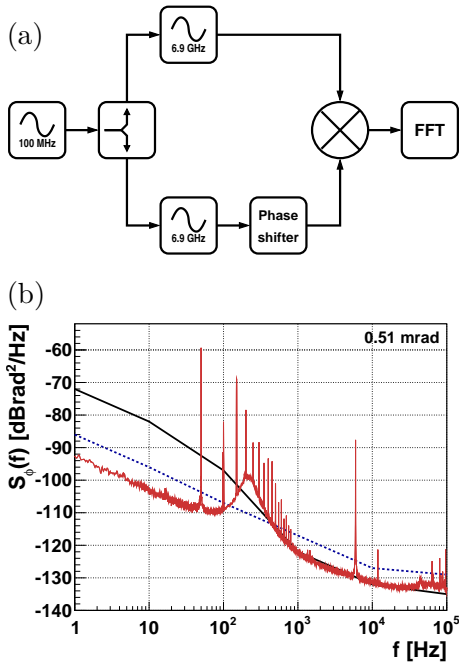 (a)
6.9 GHz
100 MHz
FFT
6.9 GHz
Phase
shifter
(b)
0.51 mrad
S_ϕ(f) [dBrad²/Hz]
-60
-70
-80
-90
-100
-110
-120
-130
-140
1 10 10² 10³ 10⁴ 10⁵
f [Hz]